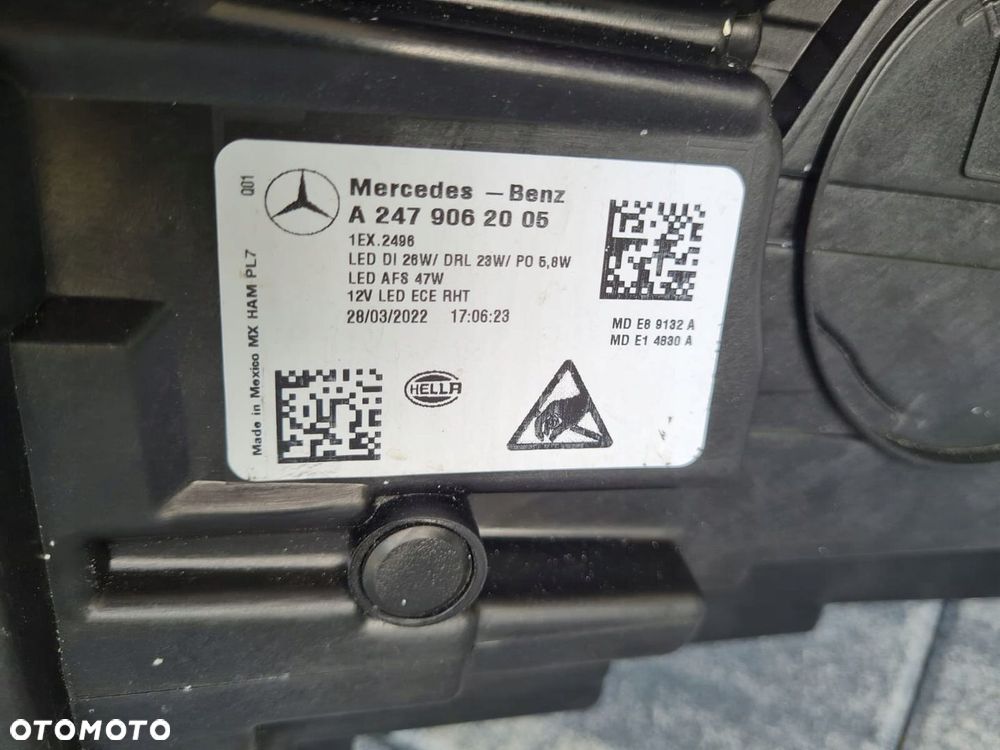 Mercedes – Benz
A 247 906 20 05
1EX.2496
LED DI 26W/ DRL 23W/ PO 5,8W
LED AFS 47W
12V LED ECE RHT
28/03/2022 17:06:23
MD E8 9132 A
MD E1 4830 A
HELLA
Made in Mexico MX HAM PL7
Q01
OTOMOTO